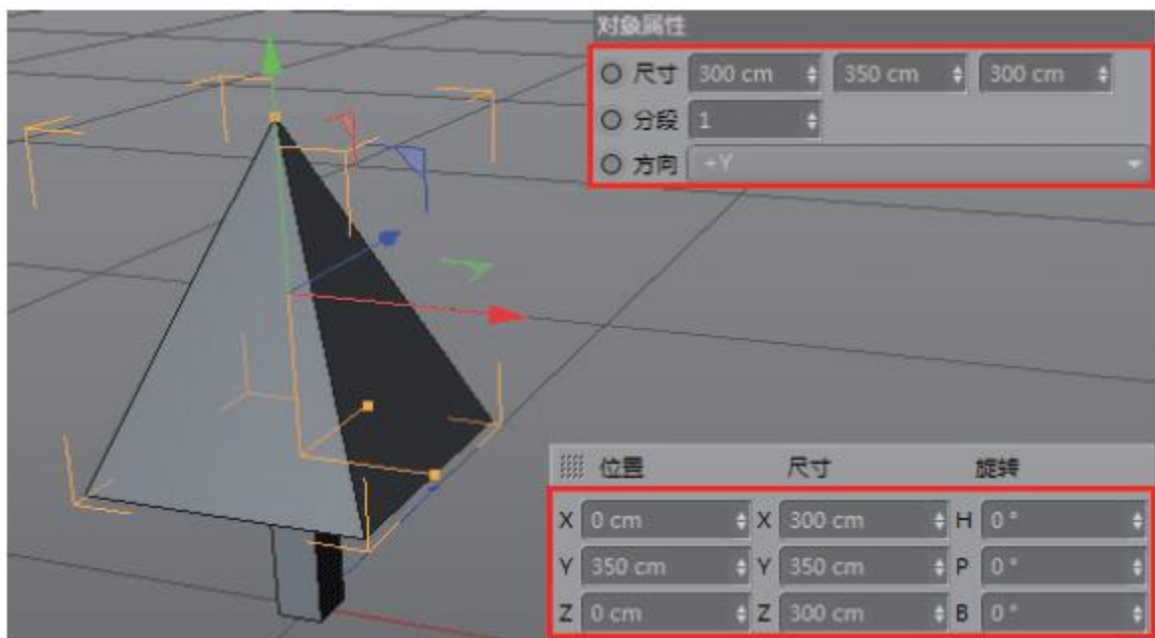 对象属性
尺寸 300 cm 350 cm 300 cm
分段 1
方向 +Y
位置 尺寸 旋转
X 0 cm X 300 cm H 0 °
Y 350 cm Y 350 cm P 0 °
Z 0 cm Z 300 cm B 0 °